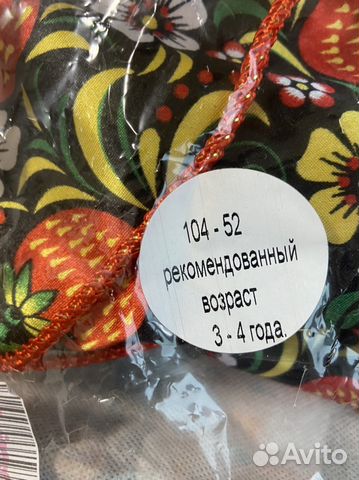 104 - 52
рекомендованный
возраст
3 - 4 года.
Avito